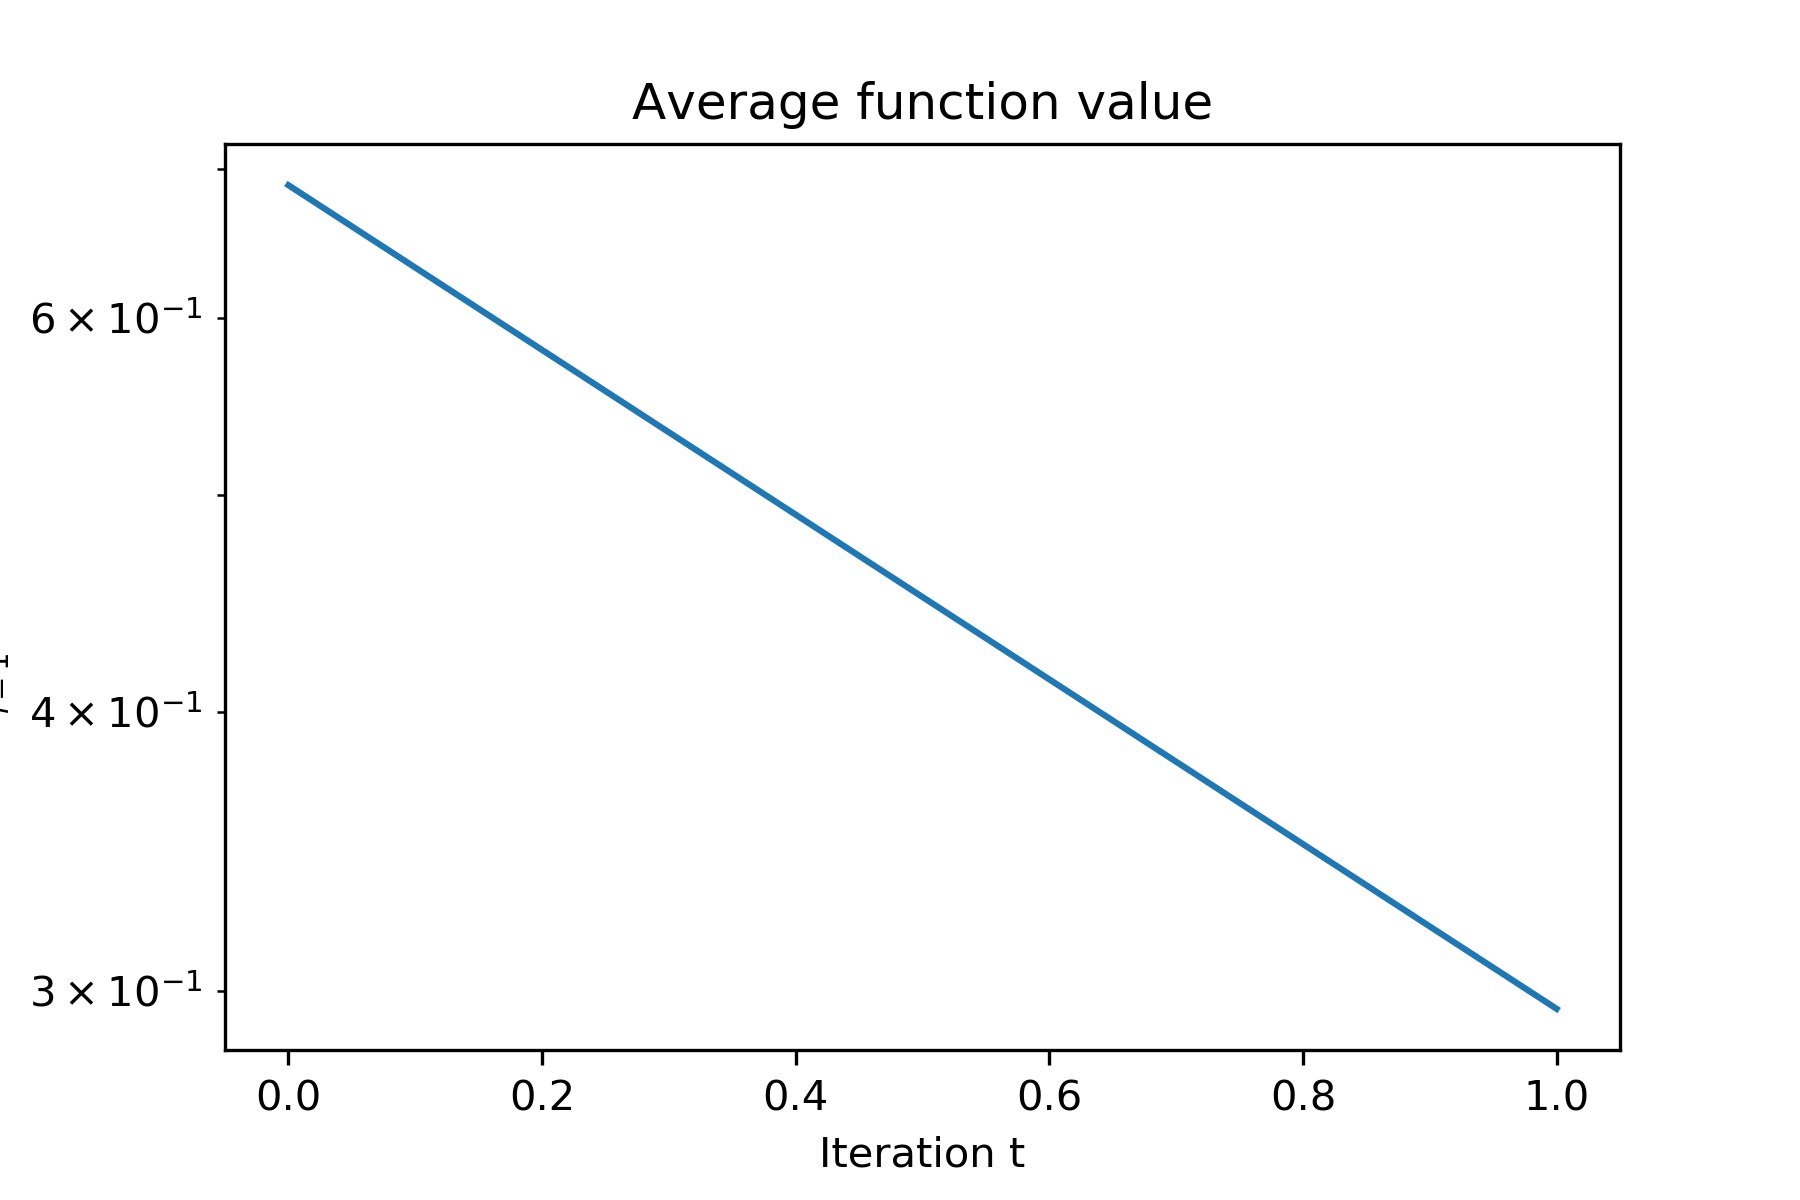 Average function value
6 × 10⁻¹
4 × 10⁻¹
3 × 10⁻¹
0.0 0.2 0.4 0.6 0.8 1.0
Iteration t